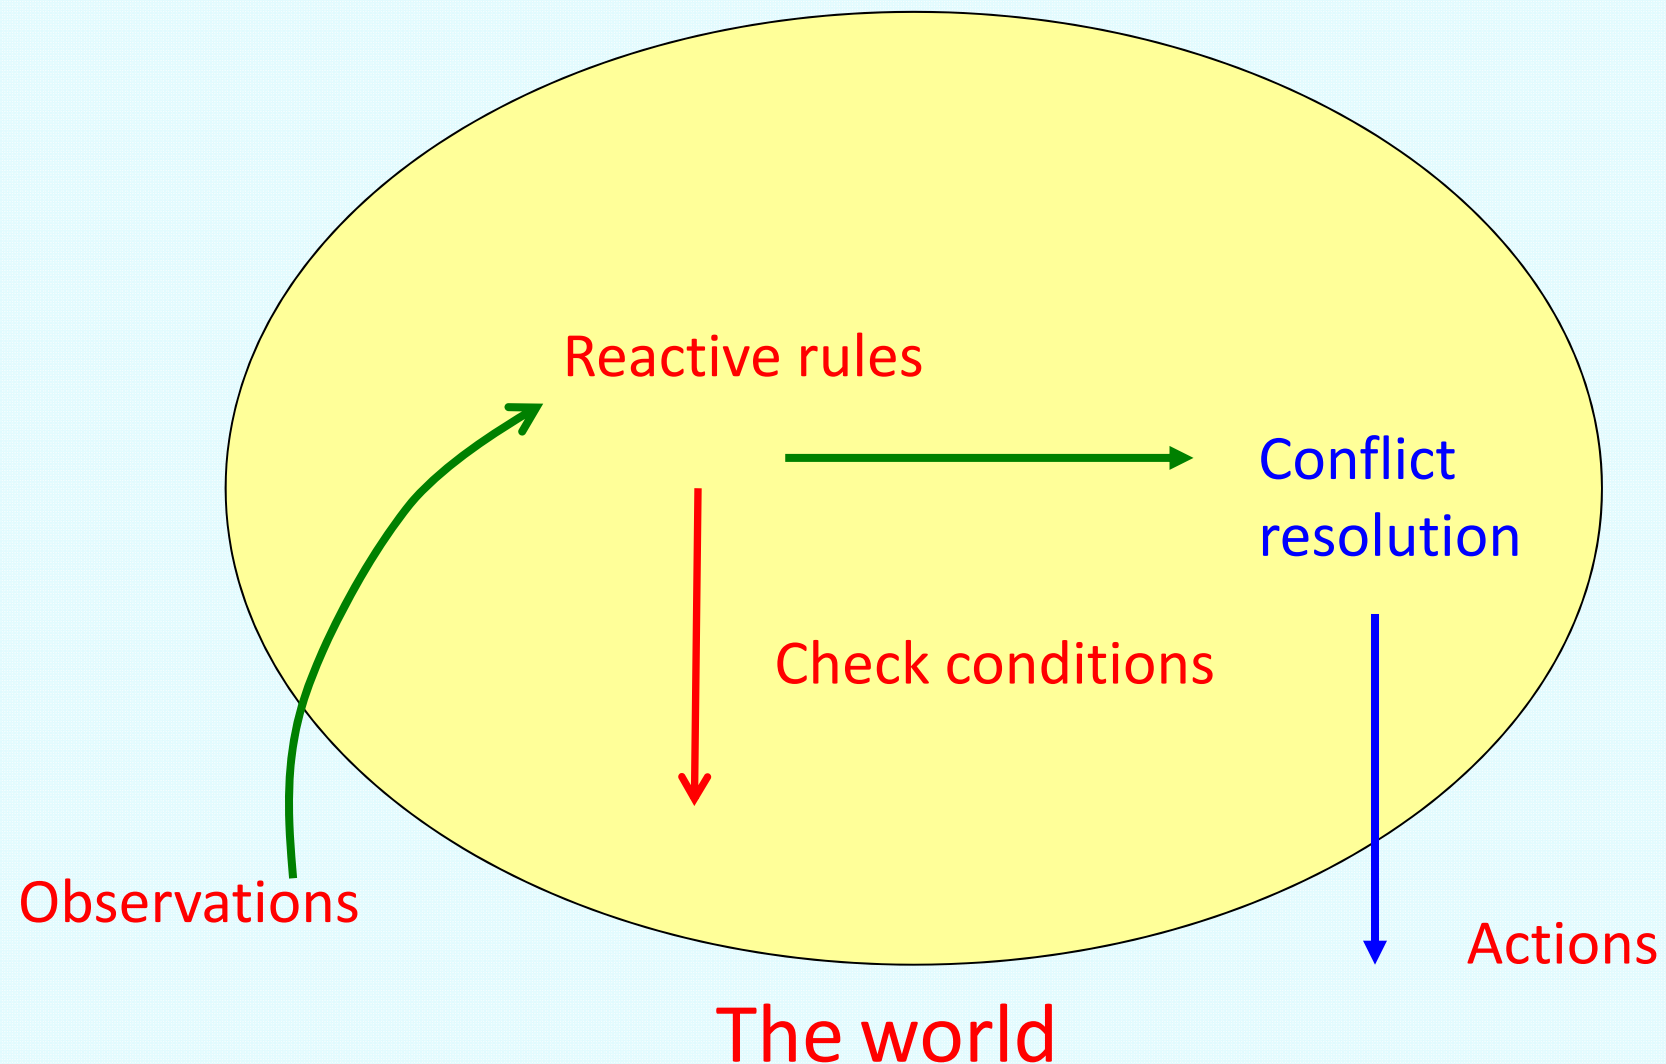 Reactive rules
Conflict
resolution
Check conditions
Observations
Actions
The world